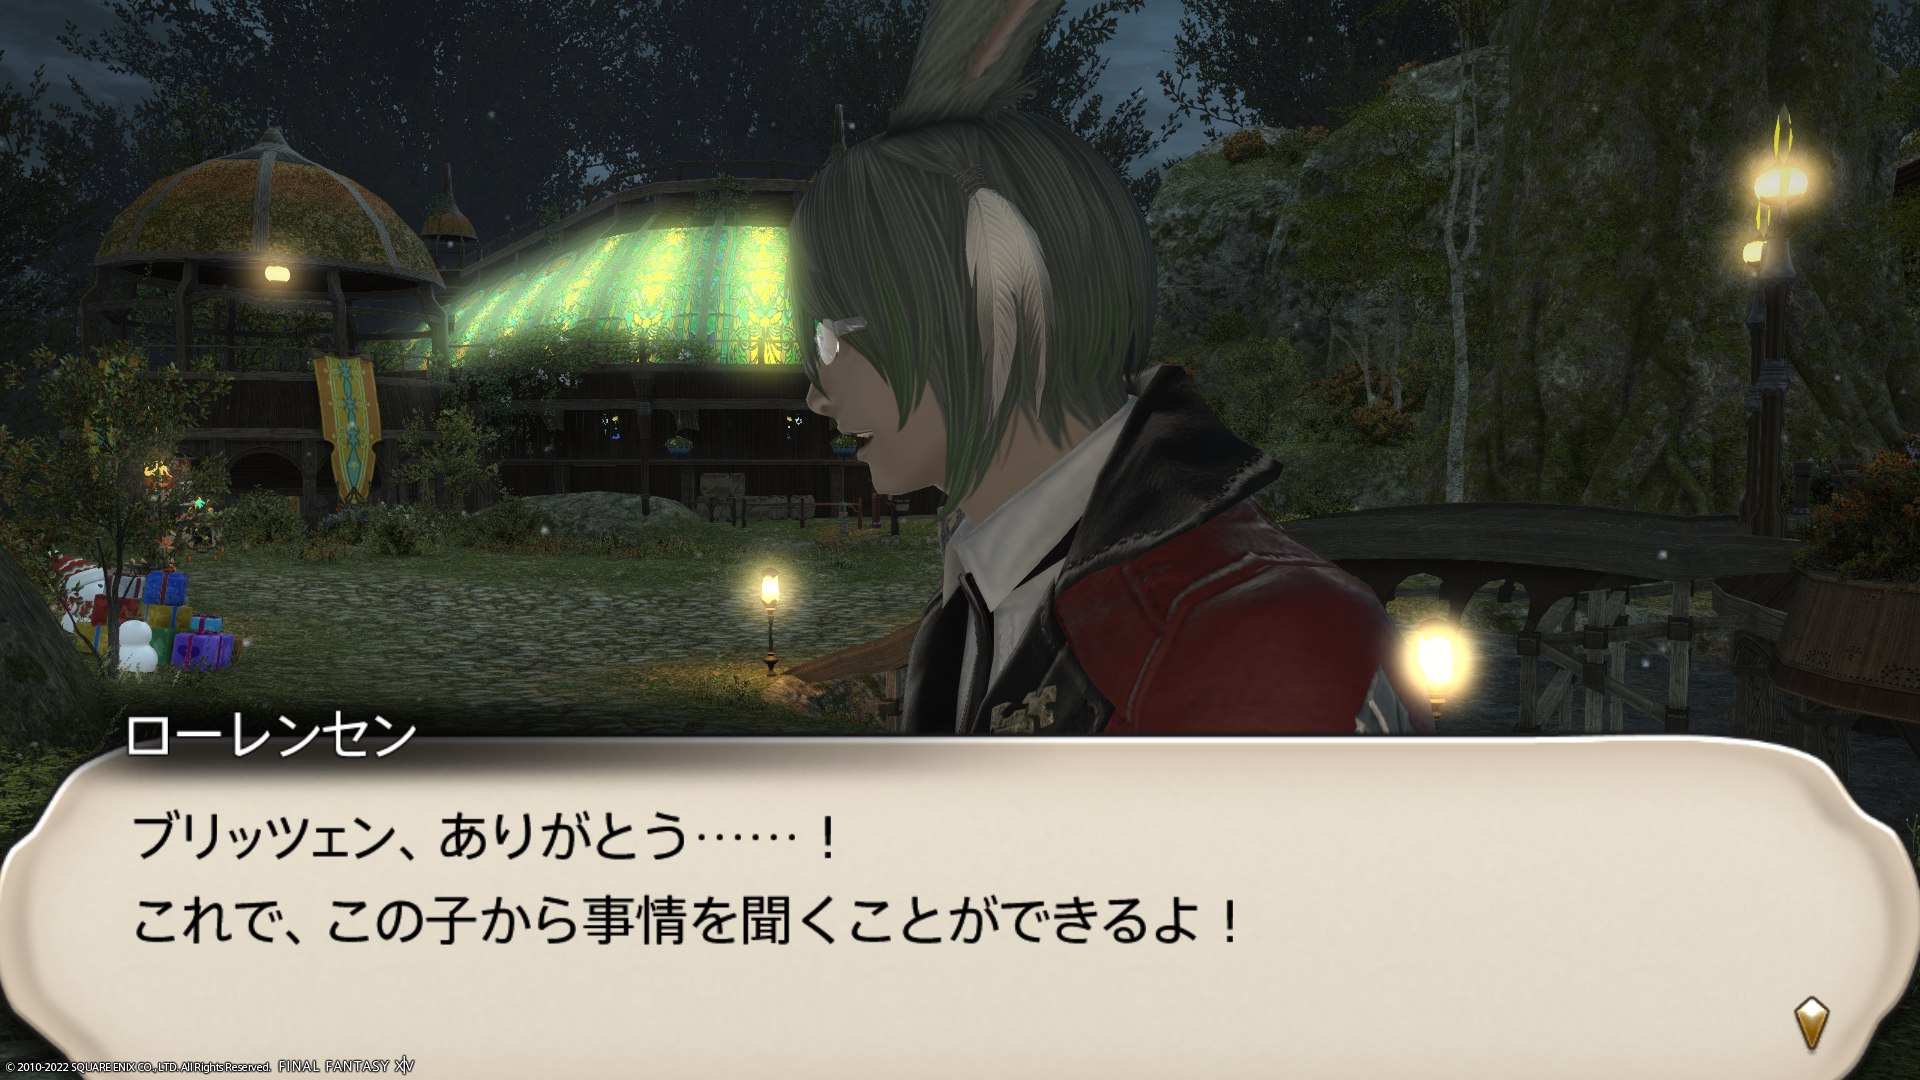 ローレンセン
ブリッツェン、ありがとう……！
これで、この子から事情を聞くことができるよ！
© 2010-2022 SQUARE ENIX CO., LTD. All Rights Reserved. FINAL FANTASY XIV